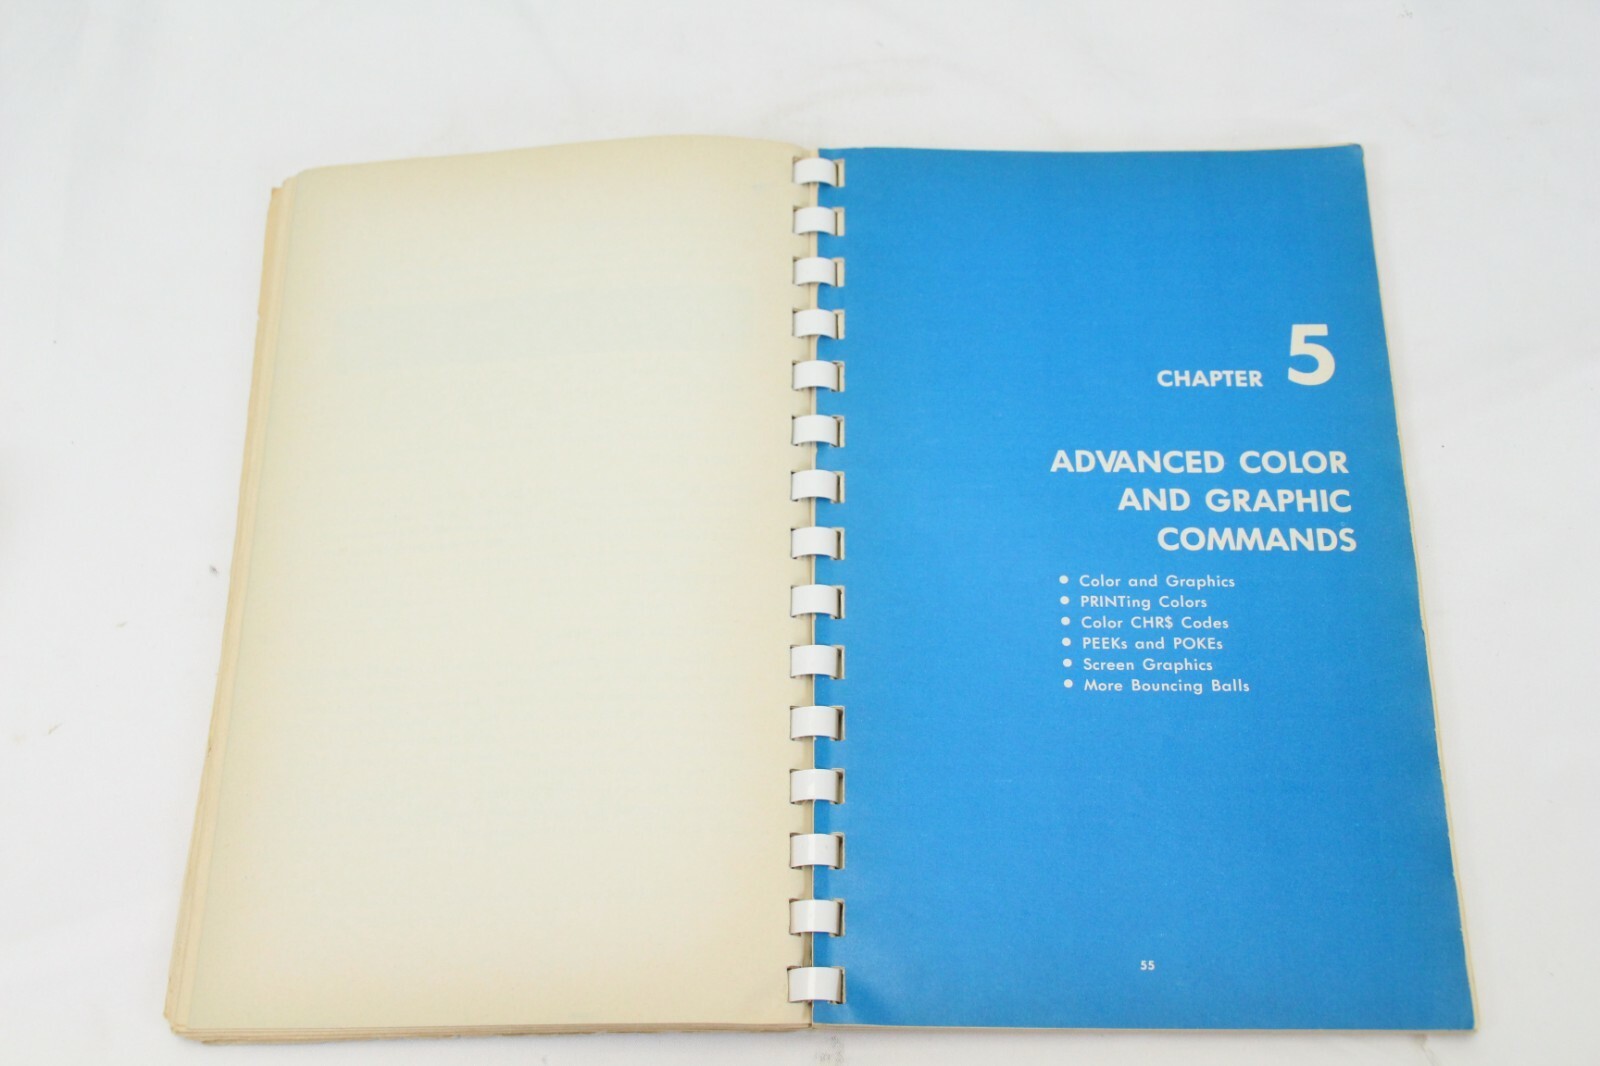 CHAPTER 5
ADVANCED COLOR
AND GRAPHIC
COMMANDS
• Color and Graphics
• PRINTing Colors
• Color CHR$ Codes
• PEEKs and POKEs
• Screen Graphics
• More Bouncing Balls
55